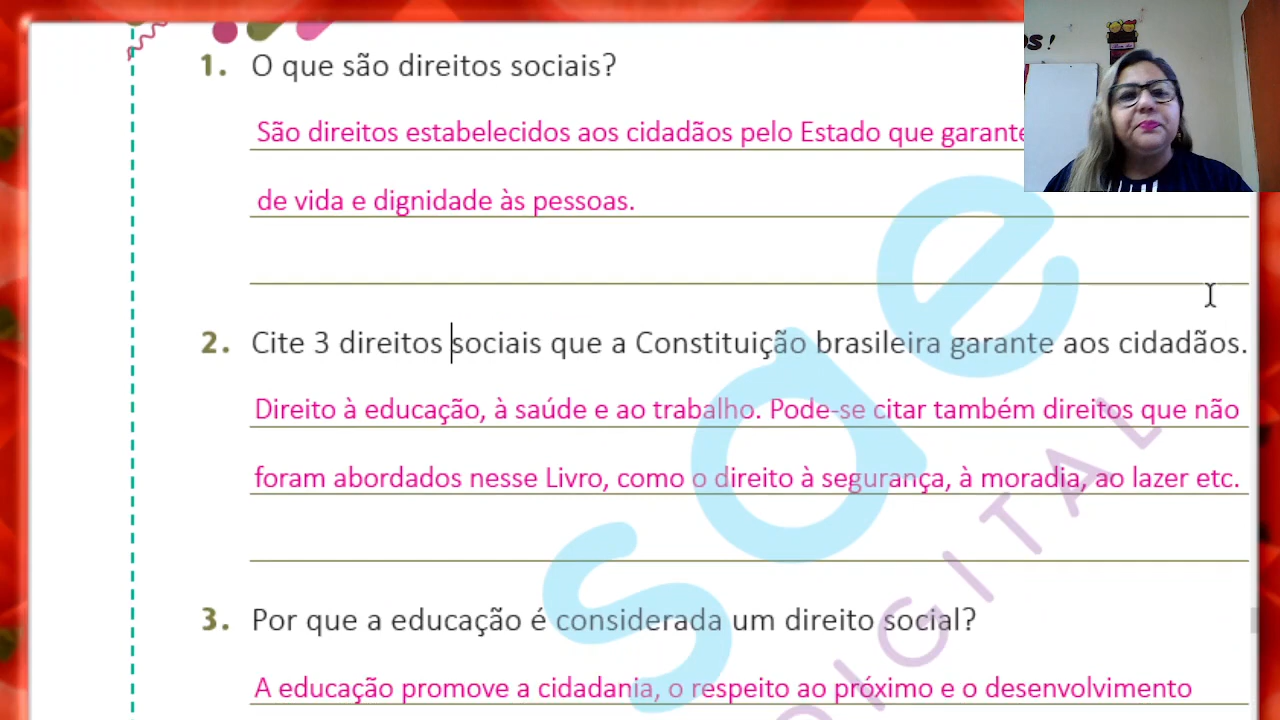 1. O que são direitos sociais?
São direitos estabelecidos aos cidadãos pelo Estado que
de vida e dignidade às pessoas.
2. Cite 3 direitos sociais que a Constituição brasileira garante aos cidadãos.
Direito à educação, à saúde e ao trabalho. Pode-se citar também direitos que não
foram abordados nesse Livro, como o direito à segurança, à moradia, ao lazer etc.
3. Por que a educação é considerada um direito social?
A educação promove a cidadania, o respeito ao próximo e o desenvolvimento
sae
DIGITAL